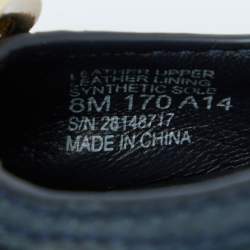 LEATHER UPPER
LEATHER LINING
SYNTHETIC SOLE
8M 170 A14
S/N 28148717
MADE IN CHINA